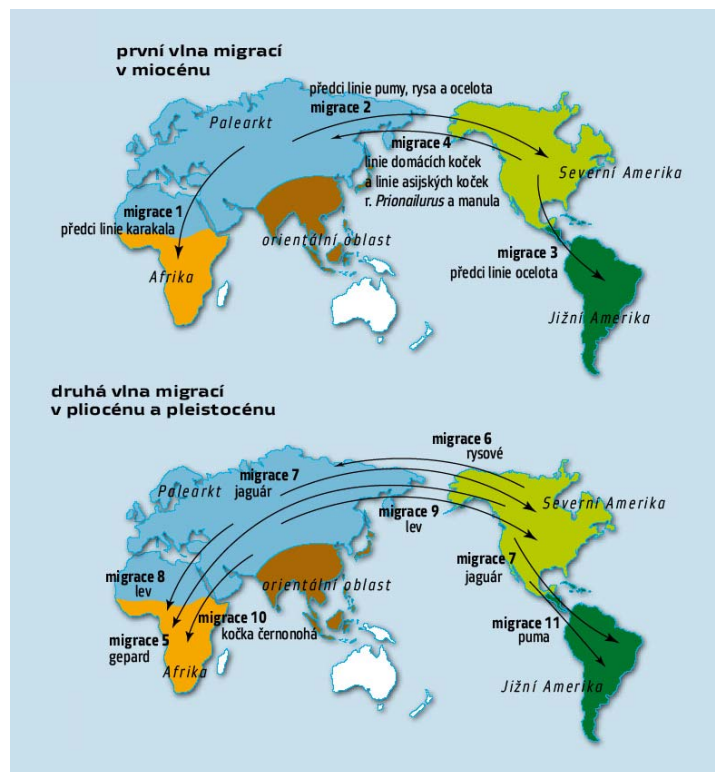 první vlna migrací
v miocénu
předci linie pumy, rysa a ocelota
migrace 2
Palearkt
migrace 4
linie domácích koček
a linie asijských koček
r. Prionailurus a manula
Severní Amerika
migrace 1
předci linie karakala
orientální oblast
migrace 3
předci linie ocelota
Afrika
Jižní Amerika
druhá vlna migrací
v pliocénu a pleistocénu
migrace 6
rysové
migrace 7
jaguár
Palearkt
Severní Amerika
migrace 9
lev
migrace 7
jaguár
migrace 8
lev
orientální oblast
migrace 10
kočka černonohá
migrace 11
puma
migrace 5
gepard
Afrika
Jižní Amerika